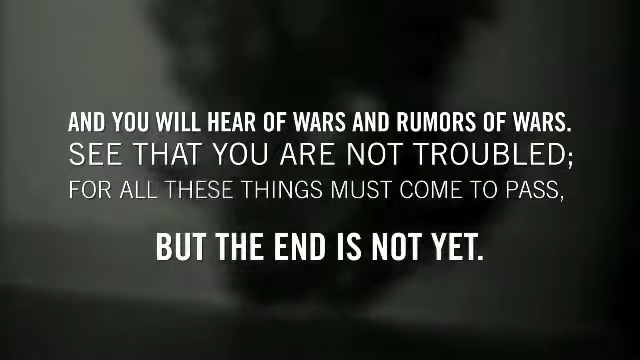 AND YOU WILL HEAR OF WARS AND RUMORS OF WARS.
SEE THAT YOU ARE NOT TROUBLED;
FOR ALL THESE THINGS MUST COME TO PASS,
BUT THE END IS NOT YET.